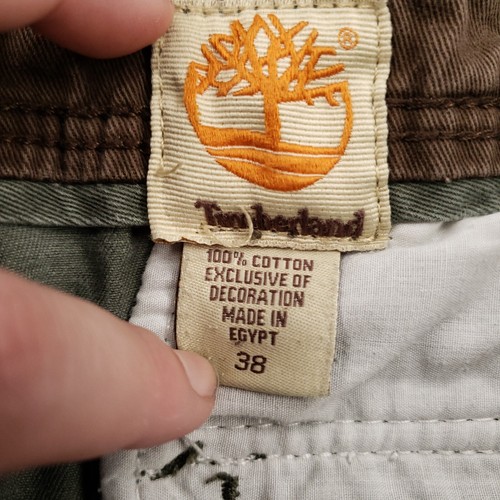 ®
Timberland
100% COTTON
EXCLUSIVE OF
DECORATION
MADE IN
EGYPT
38